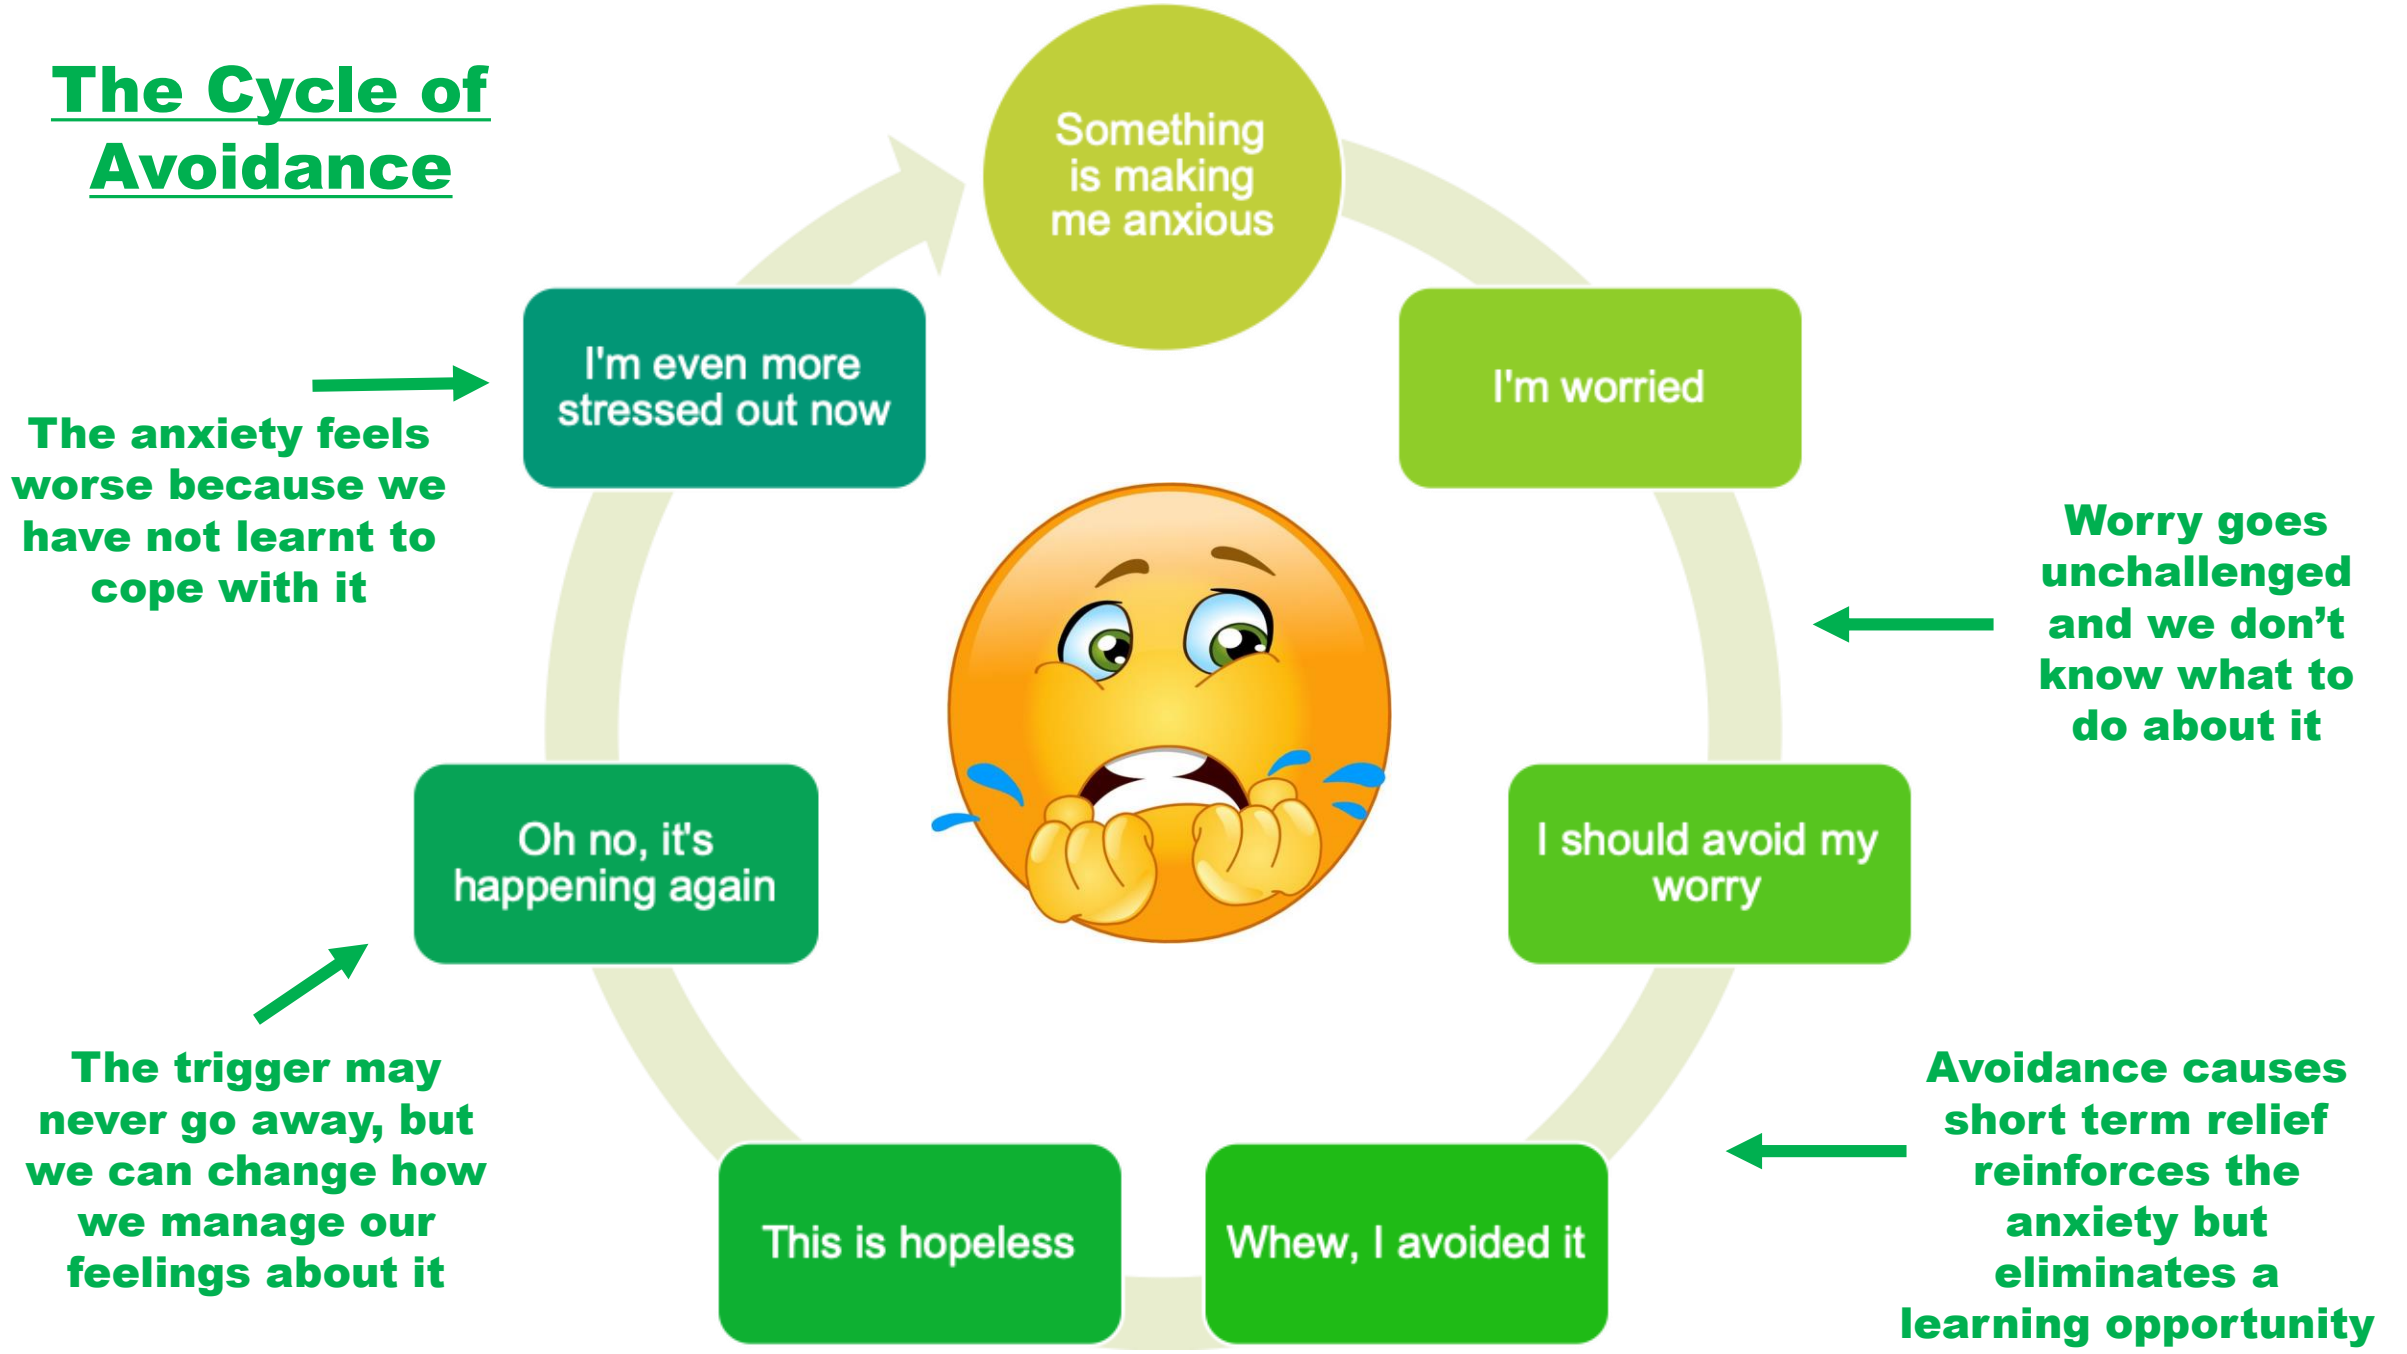 The Cycle of
Avoidance
Something
is making
me anxious
I'm worried
Worry goes
unchallenged
and we don’t
know what to
do about it
I should avoid my
worry
Avoidance causes
short term relief
reinforces the
anxiety but
eliminates a
learning opportunity
Whew, I avoided it
This is hopeless
The trigger may
never go away, but
we can change how
we manage our
feelings about it
Oh no, it's
happening again
The anxiety feels
worse because we
have not learnt to
cope with it
I'm even more
stressed out now